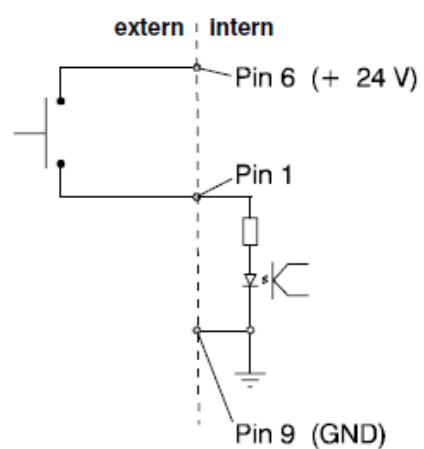 extern intern
Pin 6 (+ 24 V)
Pin 1
Pin 9 (GND)